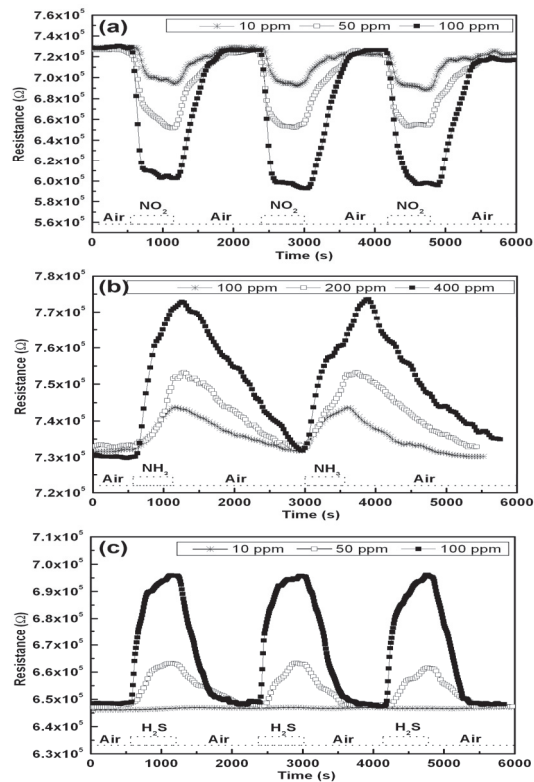 (a)
10 ppm 50 ppm 100 ppm
7.6x10⁵
7.4x10⁵
7.2x10⁵
7.0x10⁵
6.8x10⁵
6.6x10⁵
6.4x10⁵
6.2x10⁵
6.0x10⁵
5.8x10⁵
5.6x10⁵
Resistance (Ω)
NO₂ NO₂ NO₂
Air Air Air Air
0 1000 2000 3000 4000 5000 6000
Time (s)
(b)
100 ppm 200 ppm 400 ppm
7.8x10⁵
7.7x10⁵
7.6x10⁵
7.5x10⁵
7.4x10⁵
7.3x10⁵
7.2x10⁵
Resistance (Ω)
NH₃ NH₃
Air Air Air
0 1000 2000 3000 4000 5000 6000
Time (s)
(c)
10 ppm 50 ppm 100 ppm
7.1x10⁵
7.0x10⁵
6.9x10⁵
6.8x10⁵
6.7x10⁵
6.6x10⁵
6.5x10⁵
6.4x10⁵
6.3x10⁵
Resistance (Ω)
H₂S H₂S H₂S
Air Air Air Air
0 1000 2000 3000 4000 5000 6000
Time (s)